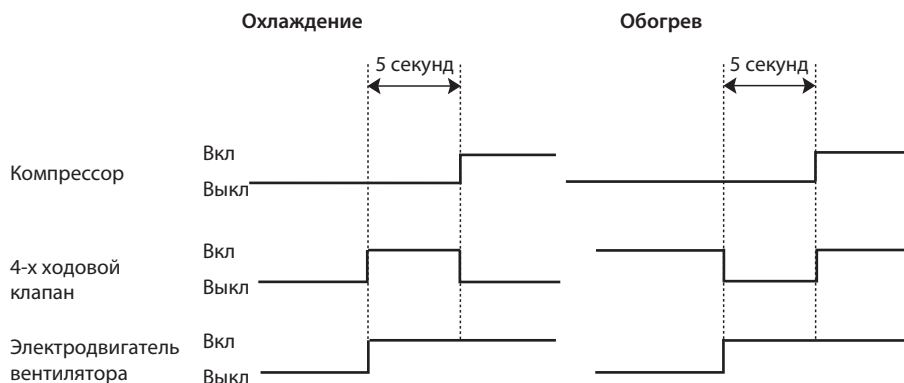 Охлаждение
Обогрев
5 секунд
5 секунд
Компрессор
Вкл
Выкл
4-х ходовой
клапан
Вкл
Выкл
Электродвигатель
вентилятора
Вкл
Выкл